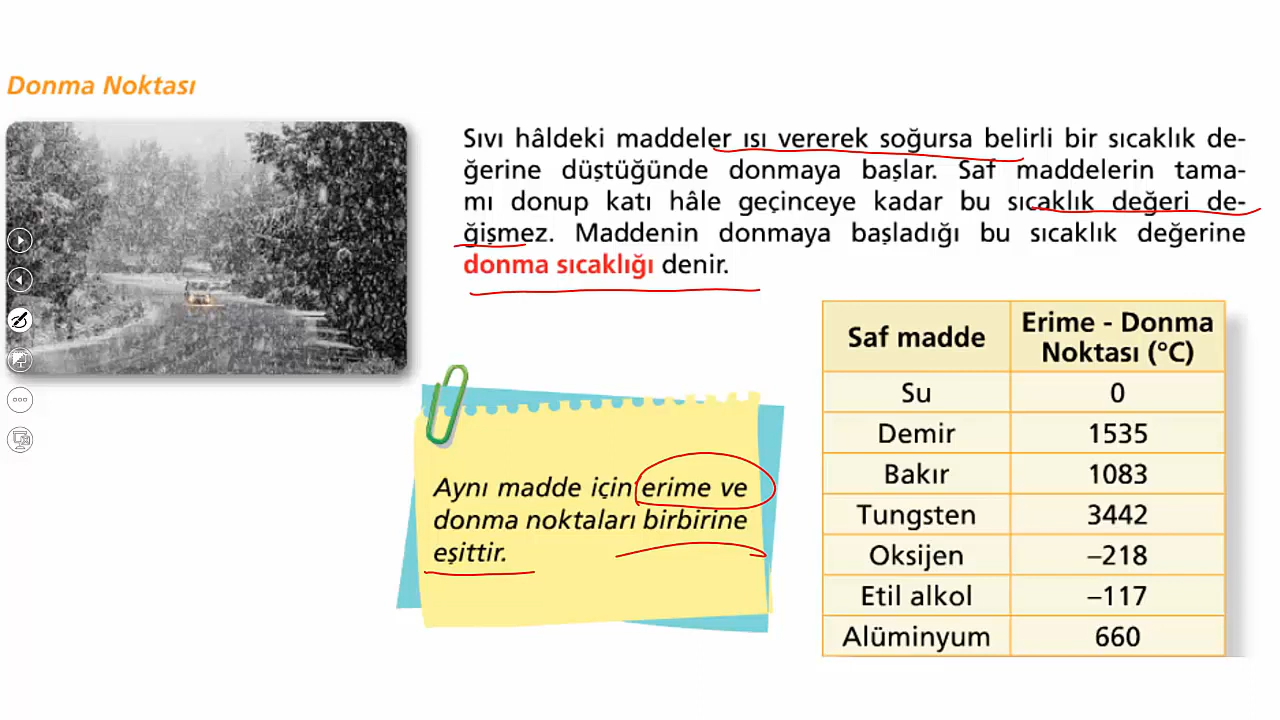 Donma Noktası
Sıvı hâldeki maddeler ısı vererek soğursa belirli bir sıcaklık de-
ğerine düştüğünde donmaya başlar. Saf maddelerin tama-
mı donup katı hâle geçinceye kadar bu sıcaklık değeri de-
ğişmez. Maddenin donmaya başladığı bu sıcaklık değerine
donma sıcaklığı denir.
Aynı madde için erime ve
donma noktaları birbirine
eşittir.
Saf madde Erime - Donma
Noktası (°C)
Su 0
Demir 1535
Bakır 1083
Tungsten 3442
Oksijen –218
Etil alkol –117
Alüminyum 660